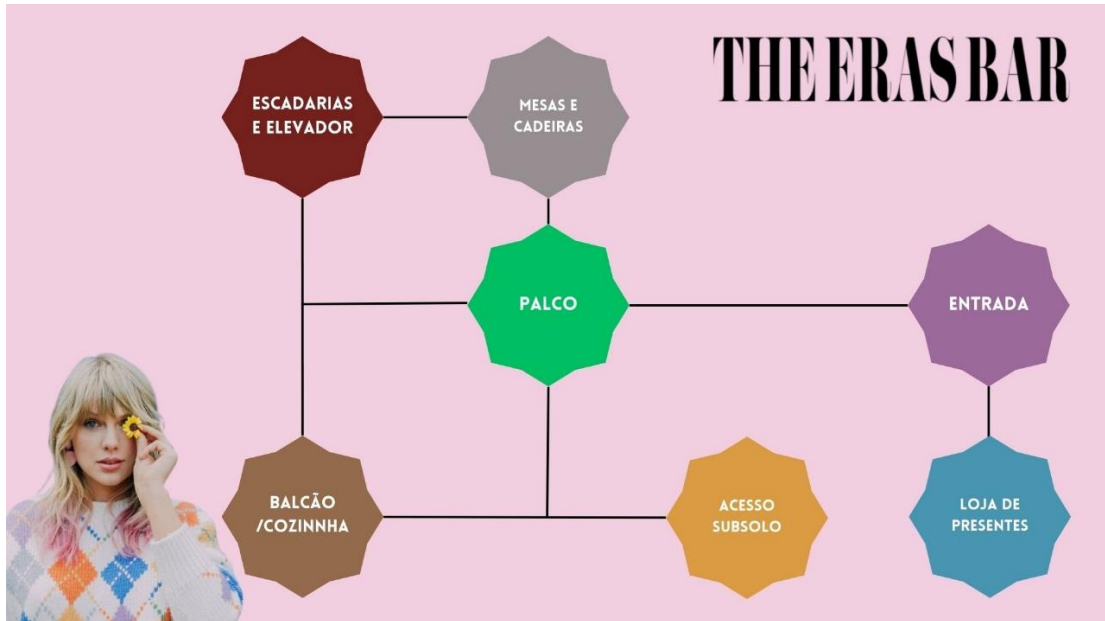 THE ERAS BAR
ESCADARIAS
E ELEVADOR
MESAS E
CADEIRAS
PALCO
ENTRADA
BALCÃO
/COZINNHA
ACESSO
SUBSOLO
LOJA DE
PRESENTES